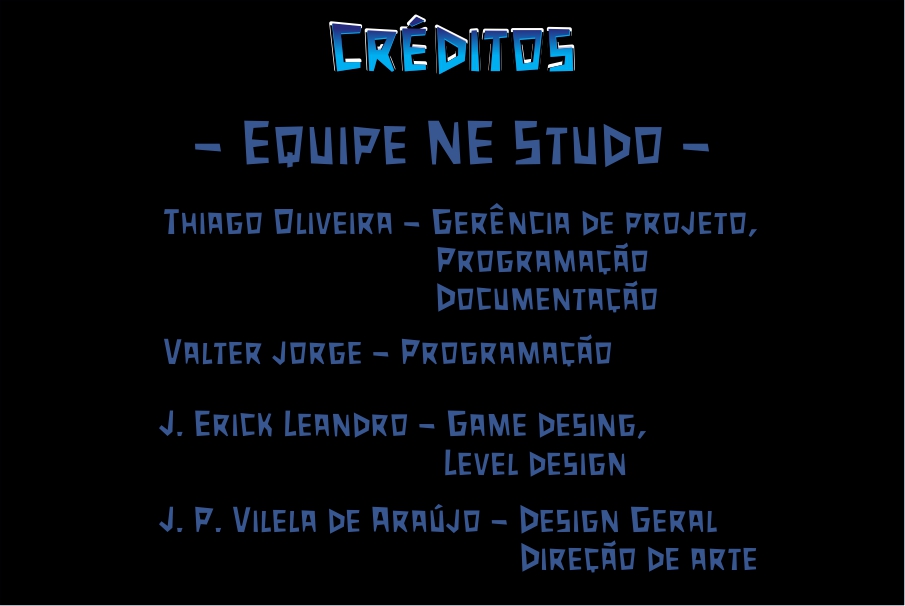 Créditos
– Equipe NE Studo –
Thiago Oliveira – Gerência de projeto,
Programação
Documentação
Valter Jorge – Programação
J. Erick Leandro – Game desing,
Level design
J. P. Vilela de Araújo – Design Geral
Direção de arte